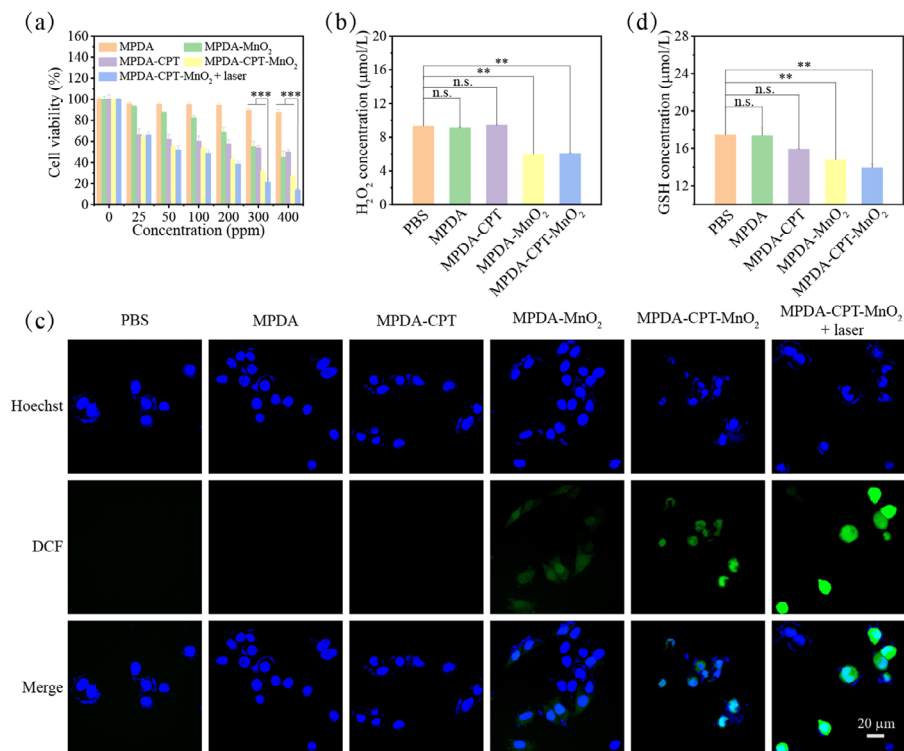 (a)
160
140
120
100
80
60
40
20
0
Cell viability (%)
MPDA
MPDA-MnO₂
MPDA-CPT
MPDA-CPT-MnO₂
MPDA-CPT-MnO₂ + laser
***
***
0 25 50 100 200 300 400
Concentration (ppm)
(b)
12
9
6
3
0
H₂O₂ concentration (μmol/L)
**
**
n.s.
n.s.
PBS
MPDA
MPDA-CPT
MPDA-MnO₂
MPDA-CPT-MnO₂
(d)
28
24
20
16
12
GSH concentration (μmol/L)
**
**
n.s.
n.s.
PBS
MPDA
MPDA-CPT
MPDA-MnO₂
MPDA-CPT-MnO₂
(c)
PBS
MPDA
MPDA-CPT
MPDA-MnO₂
MPDA-CPT-MnO₂
MPDA-CPT-MnO₂
+ laser
Hoechst
DCF
Merge
20 μm